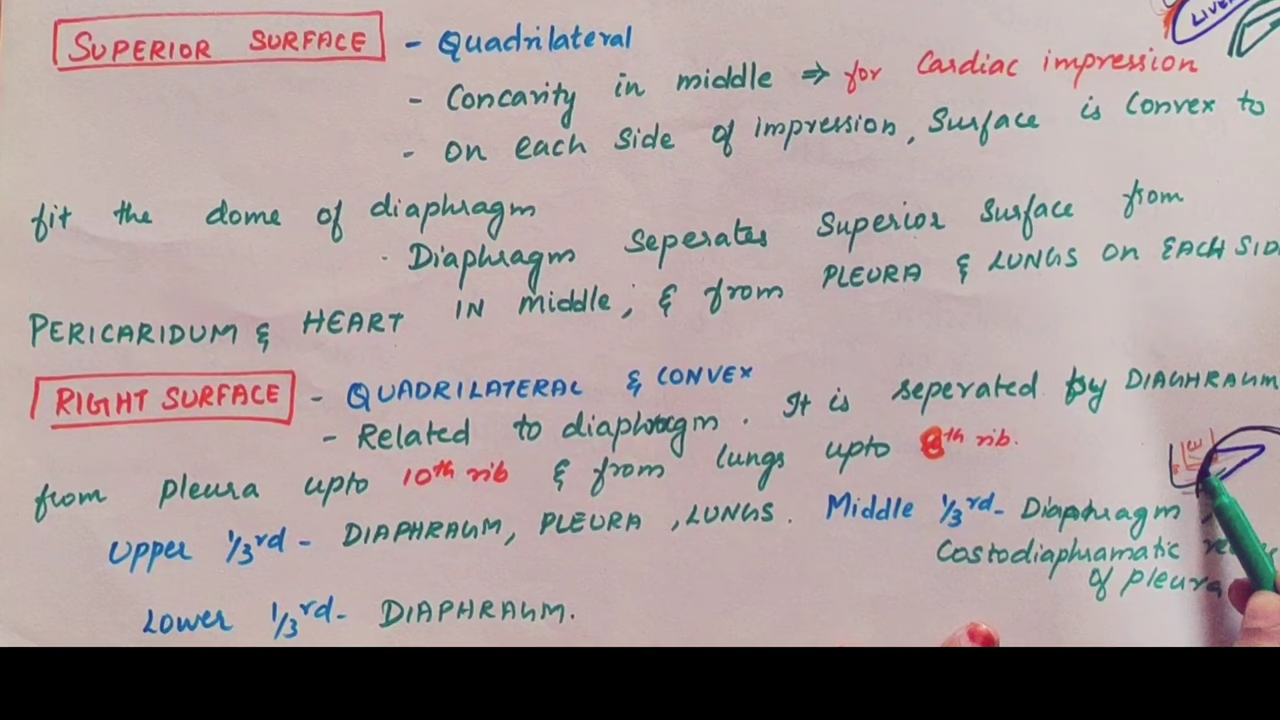 LIVER
SUPERIOR SURFACE - Quadrilateral
- Concavity in middle ⇒ for Cardiac impression
- on each side of impression, Surface is Convex to
fit the dome of diaphragm
. Diaphragm seperates Superior Surface from
PERICARIDUM & HEART IN middle; & from PLEURA & LUNGS ON EACH SID
RIGHT SURFACE - QUADRILATERAL & CONVEX
- Related to diaphragm. It is seperated by DIAGHRAGM
from pleura upto 10th rib & from lungs upto 8th rib.
Upper 1/3rd - DIAPHRAGM, PLEURA, LUNGS. Middle 1/3rd - Diaphragm
Costodiaphramatic
of pleura
Lower 1/3rd - DIAPHRAGM.